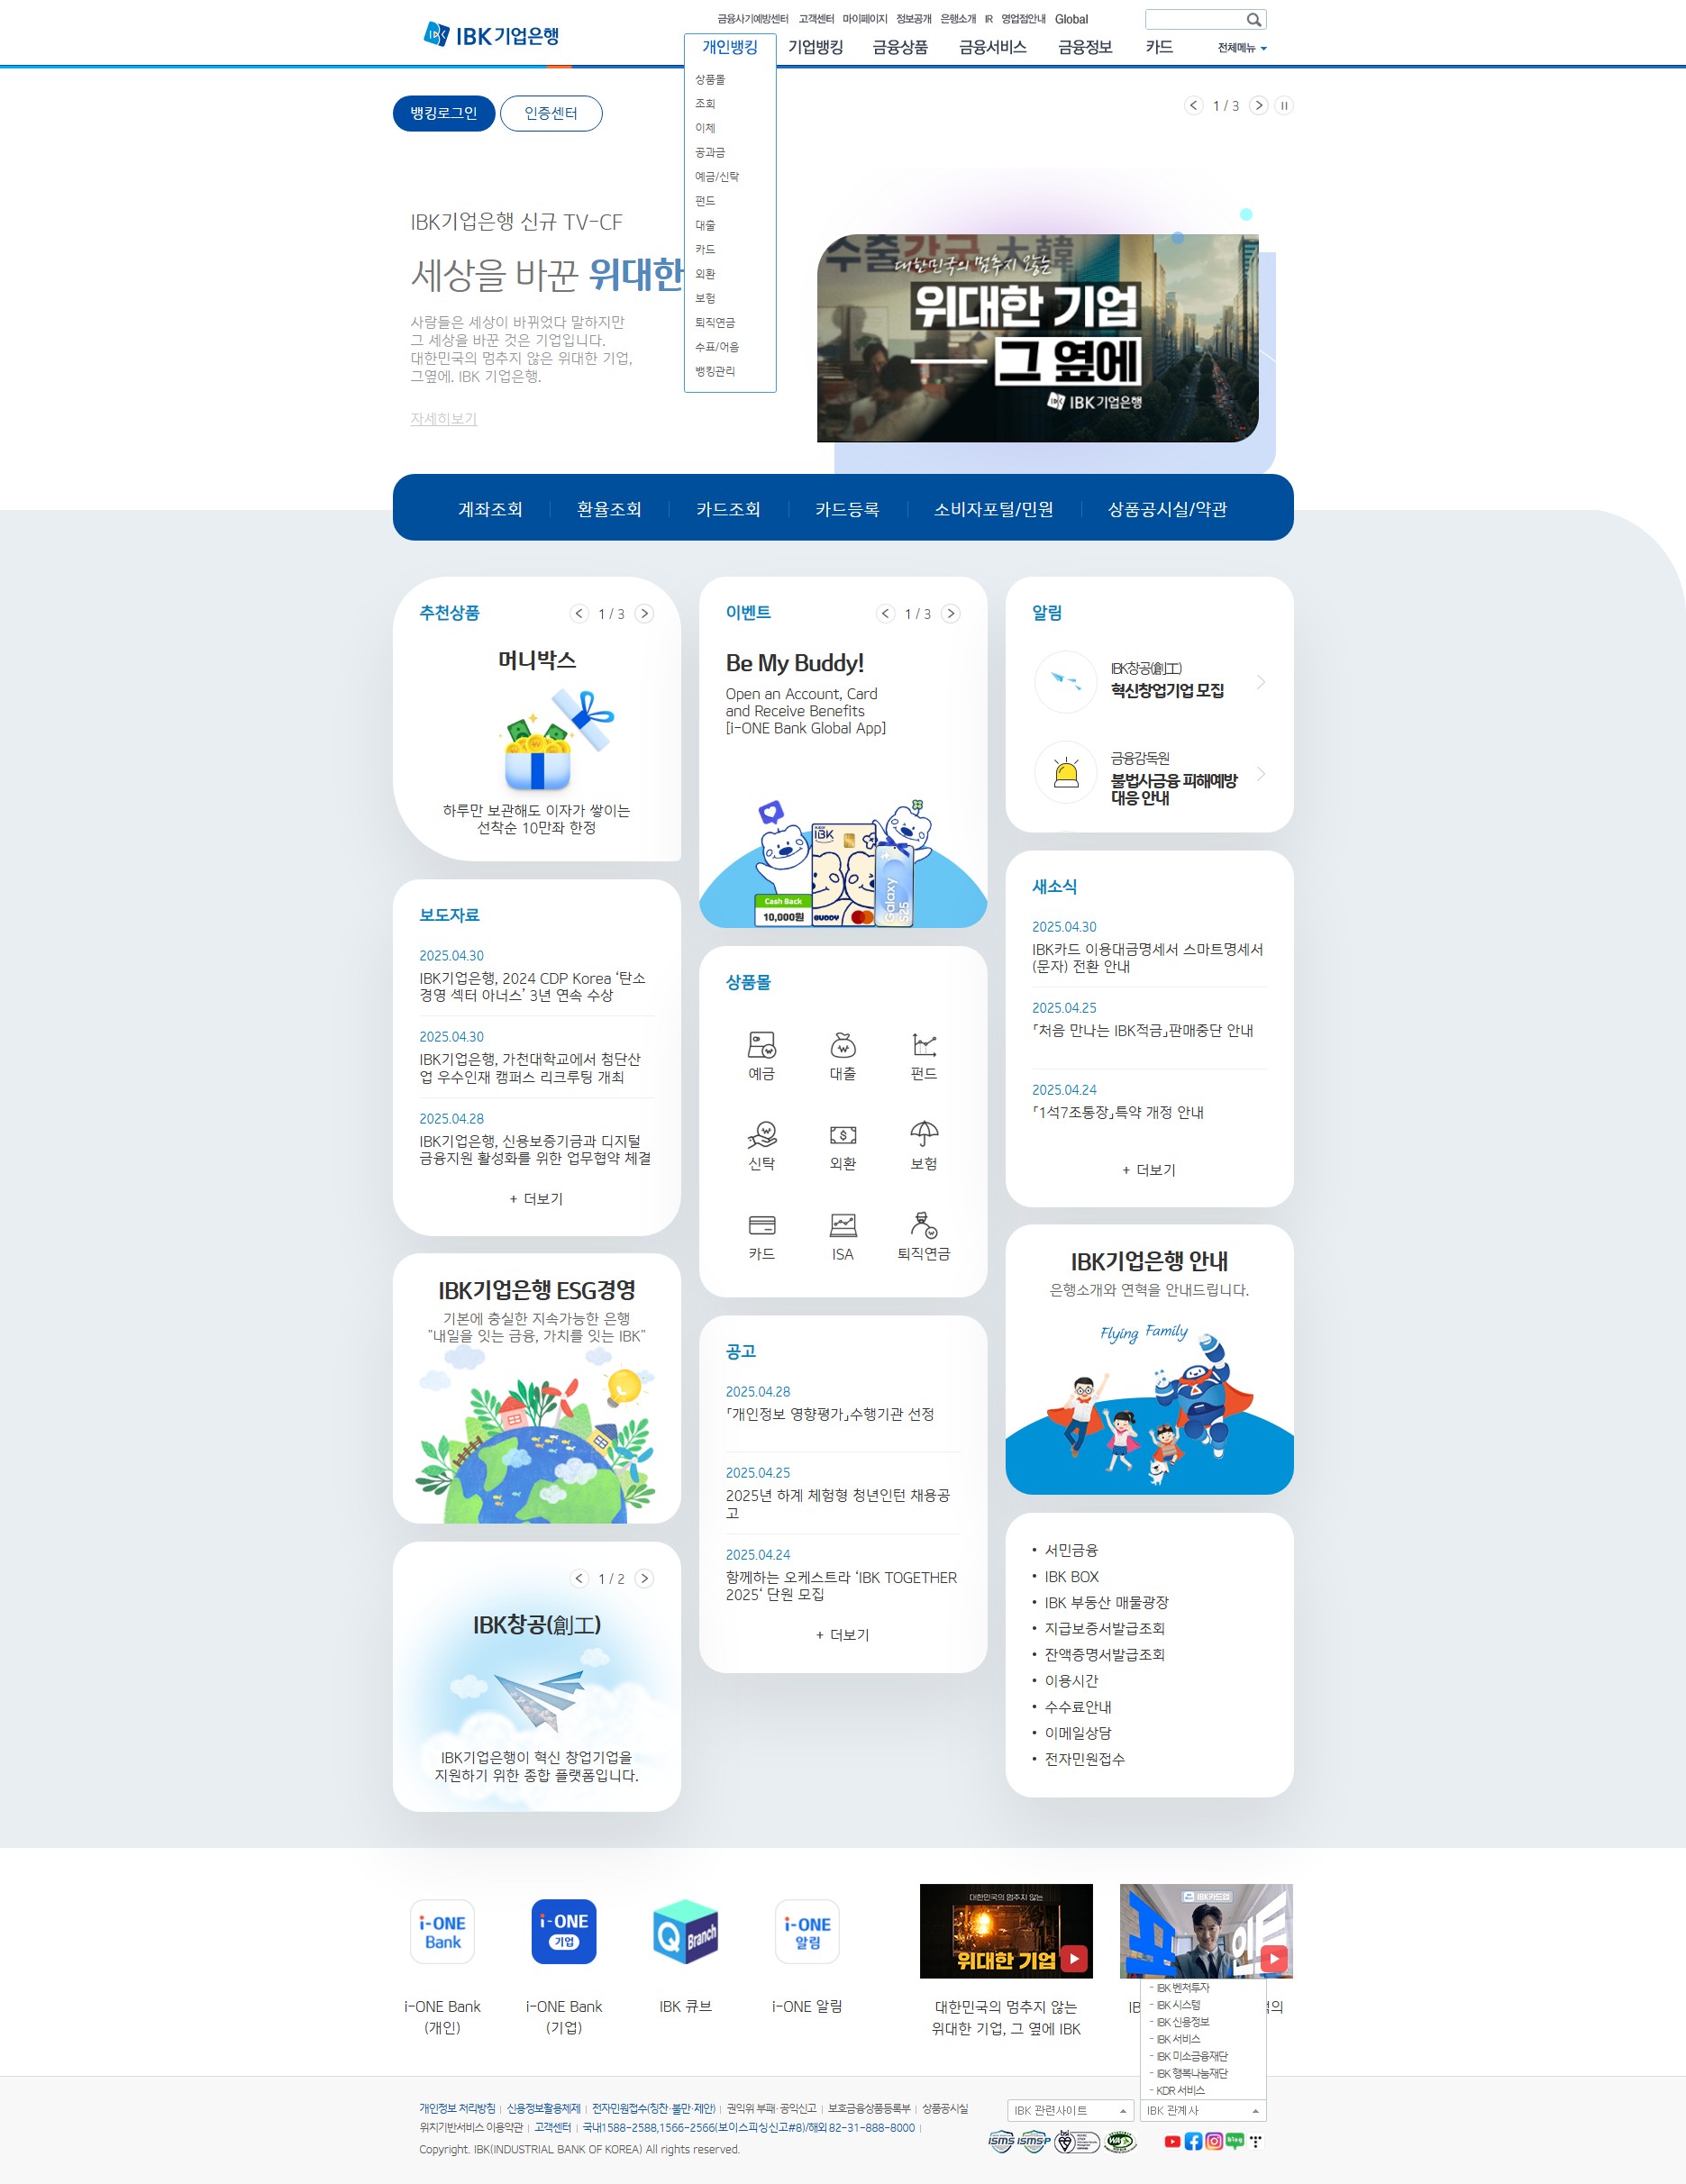 금융사기예방센터 고객센터 마이페이지 정보공개 은행소개 IR 영업점안내 Global
IBK기업은행
개인뱅킹 기업뱅킹 금융상품 금융서비스 금융정보 카드 전체메뉴
상품몰
조회
이체
공과금
예금/신탁
펀드
대출
카드
외환
보험
퇴직연금
수표/어음
뱅킹관리
뱅킹로그인 인증센터
1 / 3
IBK기업은행 신규 TV-CF
세상을 바꾼 위대한
사람들은 세상이 바뀌었다 말하지만
그 세상을 바꾼 것은 기업입니다.
대한민국의 멈추지 않은 위대한 기업,
그옆에. IBK 기업은행.
자세히보기
수출강국 大韓
대한민국의 멈추지 않는
위대한 기업
그 옆에
IBK기업은행
계좌조회 환율조회 카드조회 카드등록 소비자포털/민원 상품공시실/약관
추천상품
1 / 3
머니박스
하루만 보관해도 이자가 쌓이는
선착순 10만좌 한정
보도자료
2025.04.30
IBK기업은행, 2024 CDP Korea ‘탄소
경영 섹터 아너스’ 3년 연속 수상
2025.04.30
IBK기업은행, 가천대학교에서 첨단산
업 우수인재 캠퍼스 리크루팅 개최
2025.04.28
IBK기업은행, 신용보증기금과 디지털
금융지원 활성화를 위한 업무협약 체결
+ 더보기
IBK기업은행 ESG경영
기본에 충실한 지속가능한 은행
"내일을 잇는 금융, 가치를 잇는 IBK"
1 / 2
IBK창공(創工)
IBK기업은행이 혁신 창업기업을
지원하기 위한 종합 플랫폼입니다.
이벤트
1 / 3
Be My Buddy!
Open an Account, Card
and Receive Benefits
[i-ONE Bank Global App]
IBK
Cash Back
10,000원
BUDDY
Galaxy
S25
상품몰
예금 대출 펀드
신탁 외환 보험
카드 ISA 퇴직연금
공고
2025.04.28
「개인정보 영향평가」수행기관 선정
2025.04.25
2025년 하계 체험형 청년인턴 채용공
고
2025.04.24
함께하는 오케스트라 ‘IBK TOGETHER
2025‘ 단원 모집
+ 더보기
알림
IBK창공(創工)
혁신창업기업 모집
금융감독원
불법사금융 피해예방
대응 안내
새소식
2025.04.30
IBK카드 이용대금명세서 스마트명세서
(문자) 전환 안내
2025.04.25
「처음 만나는 IBK적금」판매중단 안내
2025.04.24
「1석7조통장」특약 개정 안내
+ 더보기
IBK기업은행 안내
은행소개와 연혁을 안내드립니다.
Flying Family
• 서민금융
• IBK BOX
• IBK 부동산 매물광장
• 지급보증서발급조회
• 잔액증명서발급조회
• 이용시간
• 수수료안내
• 이메일상담
• 전자민원접수
i-ONE
Bank
i-ONE
기업
Q Branch
i-ONE
알림
대한민국의 멈추지 않는
위대한 기업
IBK카드앱
포인트
i-ONE Bank
(개인)
i-ONE Bank
(기업)
IBK 큐브
i-ONE 알림
대한민국의 멈추지 않는
위대한 기업, 그 옆에 IBK
- IBK 벤처투자
- IBK 시스템
- IBK 신용정보
- IBK 서비스
- IBK 미소금융재단
- IBK 행복나눔재단
- KDR 서비스
개인정보 처리방침 | 신용정보활용체제 | 전자민원접수(칭찬·불만·제안) | 권익위 부패·공익신고 | 보호금융상품등록부 | 상품공시실
위치기반서비스 이용약관 | 고객센터 | 국내1588-2588,1566-2566(보이스피싱신고#8)/해외 82-31-888-8000 |
Copyright. IBK(INDUSTRIAL BANK OF KOREA) All rights reserved.
IBK 관련사이트 IBK 관계사
ISMS ISMS-P WA blog